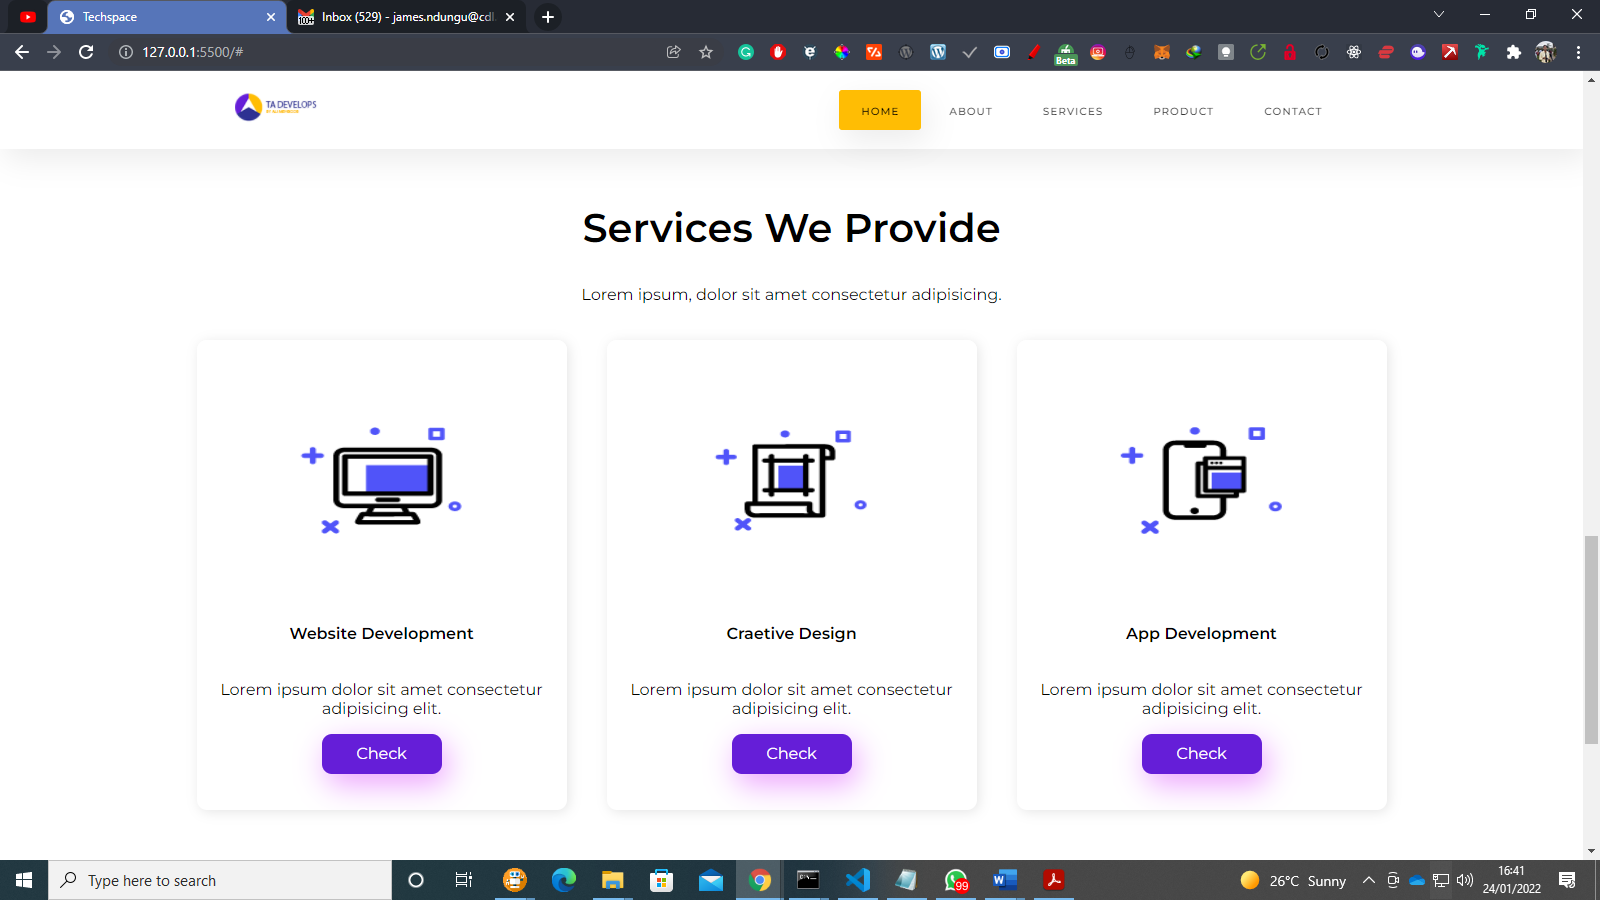 Techspace
Inbox (529) - james.ndungu@cdl.
127.0.0.1:5500/#
Beta
TA DEVELOPS
HOME
ABOUT
SERVICES
PRODUCT
CONTACT
Services We Provide
Lorem ipsum, dolor sit amet consectetur adipisicing.
Website Development
Lorem ipsum dolor sit amet consectetur
adipisicing elit.
Check
Craetive Design
Lorem ipsum dolor sit amet consectetur
adipisicing elit.
Check
App Development
Lorem ipsum dolor sit amet consectetur
adipisicing elit.
Check
Type here to search
99
26°C Sunny
16:41
24/01/2022